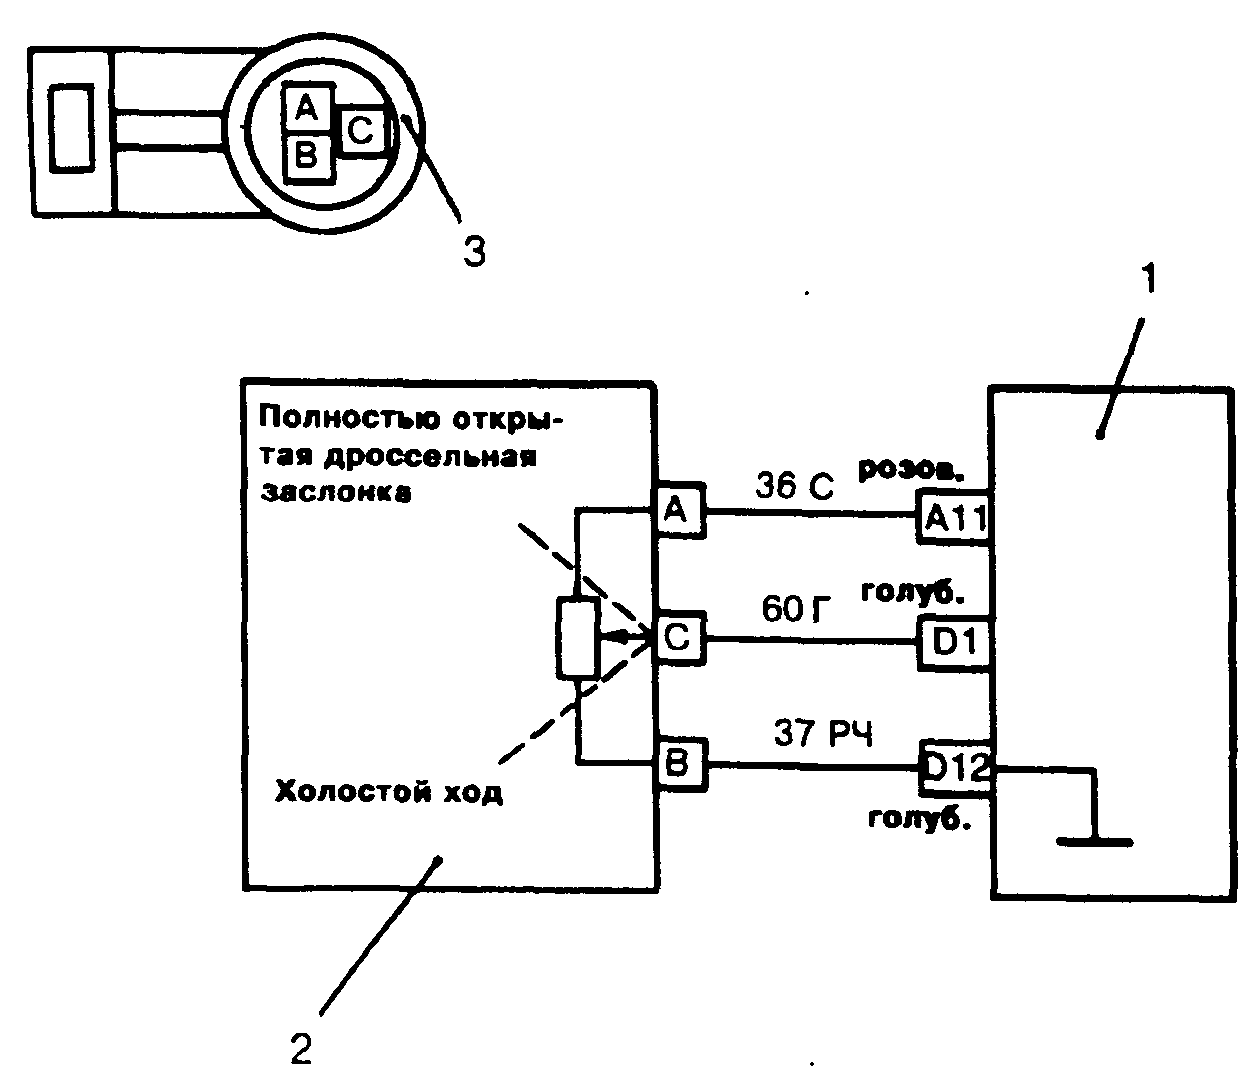 A
C
B
3
1
Полностью откры-
тая дроссельная
заслонка
розов.
36 С
A
A11
голуб.
60 Г
C
D1
37 РЧ
B
D12
голуб.
Холостой ход
2